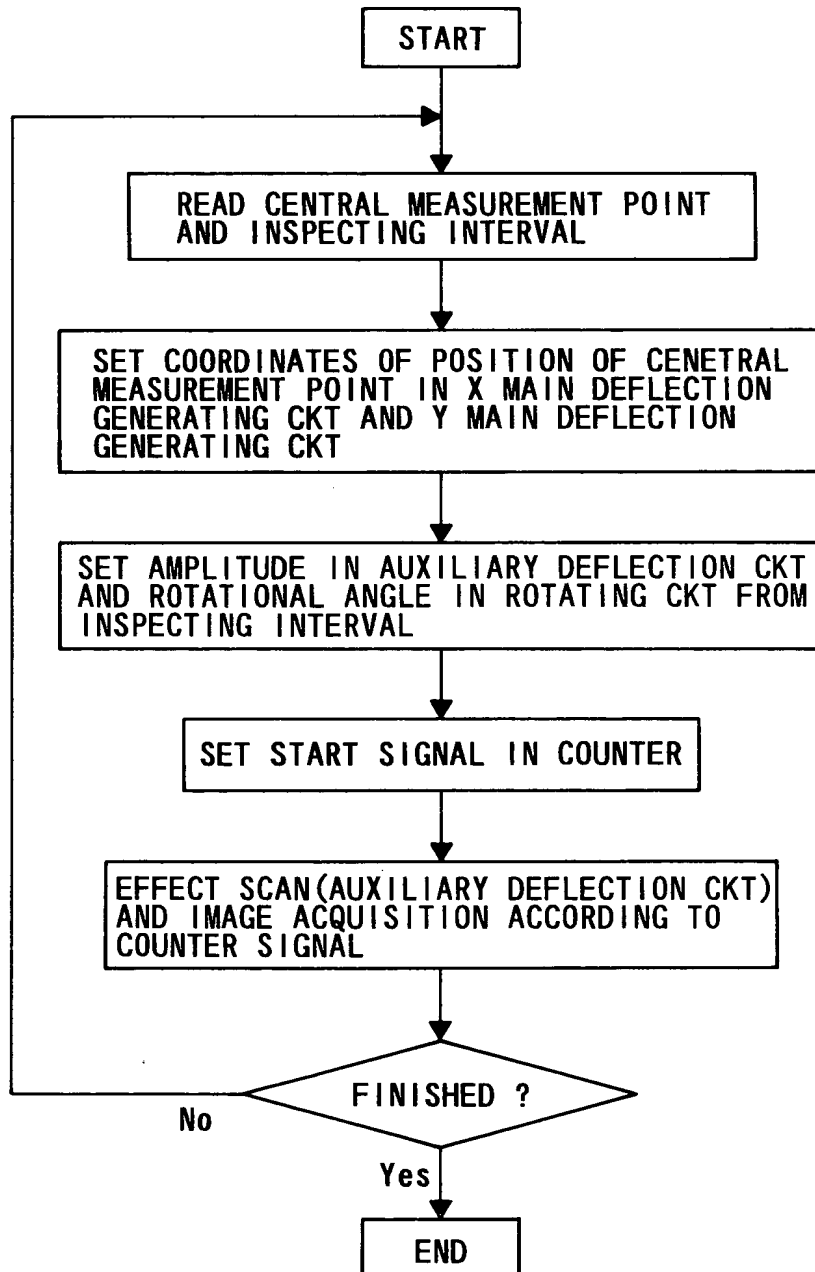 START
READ CENTRAL MEASUREMENT POINT
AND INSPECTING INTERVAL
SET COORDINATES OF POSITION OF CENETRAL
MEASUREMENT POINT IN X MAIN DEFLECTION
GENERATING CKT AND Y MAIN DEFLECTION
GENERATING CKT
SET AMPLITUDE IN AUXILIARY DEFLECTION CKT
AND ROTATIONAL ANGLE IN ROTATING CKT FROM
INSPECTING INTERVAL
SET START SIGNAL IN COUNTER
EFFECT SCAN(AUXILIARY DEFLECTION CKT)
AND IMAGE ACQUISITION ACCORDING TO
COUNTER SIGNAL
FINISHED ?
No
Yes
END